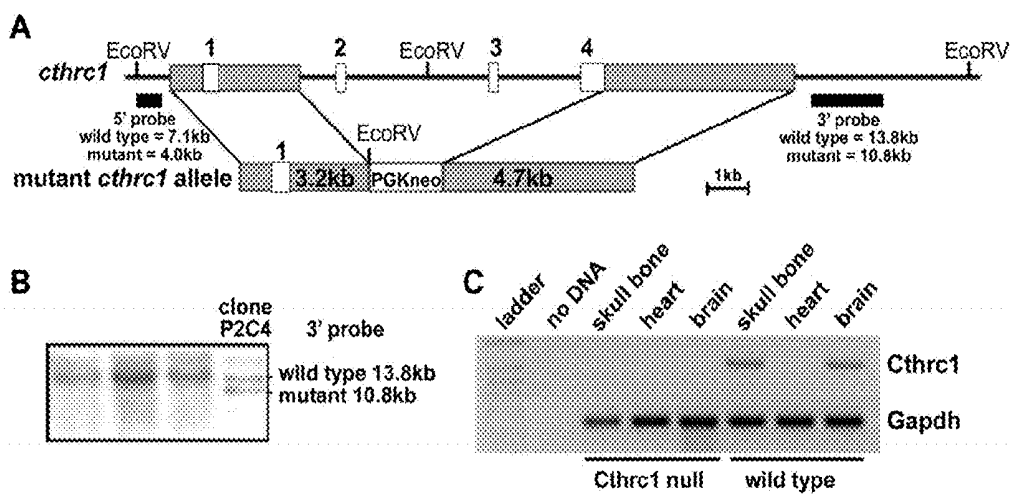 A
EcoRV 1 2 EcoRV 3 4 EcoRV
cthrc1
5' probe
wild type = 7.1kb
mutant = 4.0kb
3' probe
wild type = 13.8kb
mutant = 10.8kb
EcoRV
1
mutant cthrc1 allele 3.2kb PGKneo 4.7kb
1kb
B
clone
P2C4 3' probe
wild type 13.8kb
mutant 10.8kb
C
ladder
no DNA
skull bone
heart
brain
skull bone
heart
brain
Cthrc1
Gapdh
Cthrc1 null wild type